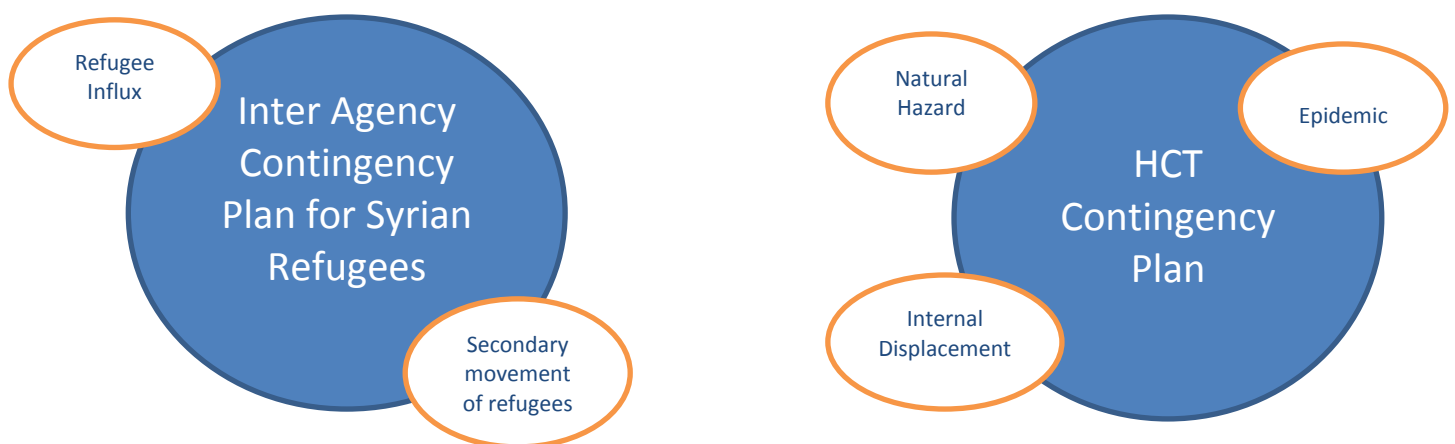 Refugee
Influx
Inter Agency
Contingency
Plan for Syrian
Refugees
Secondary
movement
of refugees
Natural
Hazard
Epidemic
HCT
Contingency
Plan
Internal
Displacement